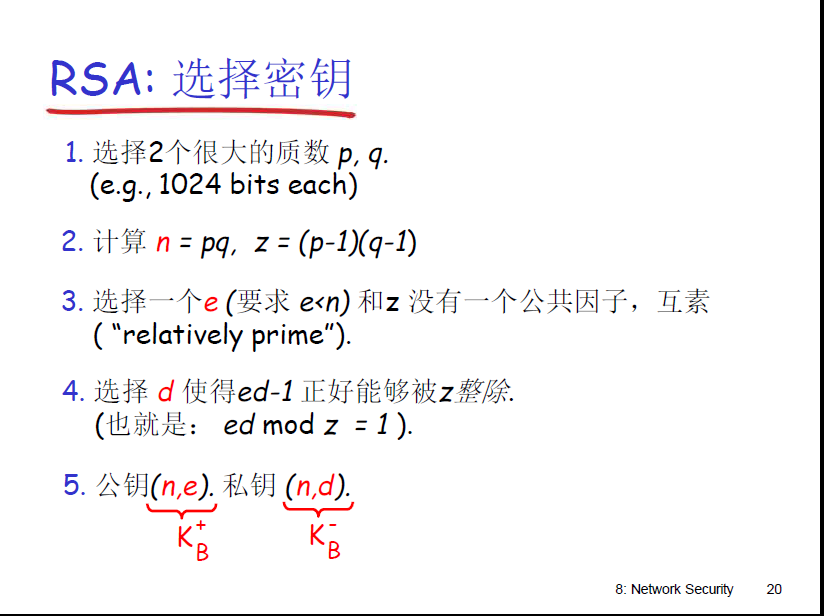 RSA: 选择密钥
1. 选择2个很大的质数 p, q.
(e.g., 1024 bits each)
2. 计算 n = pq, z = (p-1)(q-1)
3. 选择一个e (要求 e<n) 和z 没有一个公共因子，互素
( “relatively prime”).
4. 选择 d 使得ed-1 正好能够被z整除.
(也就是： ed mod z = 1 ).
5. 公钥(n,e). 私钥 (n,d).
K_B^+ K_B^-
8: Network Security 20